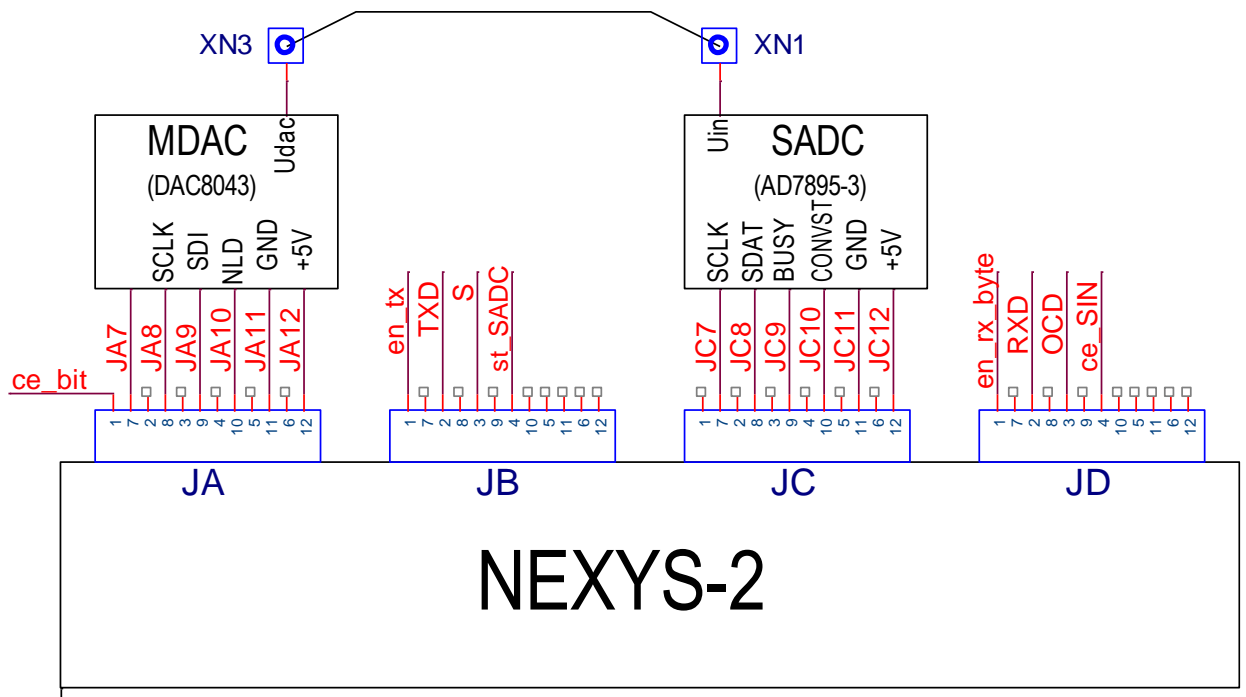 XN3
XN1
MDAC
(DAC8043)
Udac
SCLK
SDI
NLD
GND
+5V
SADC
(AD7895-3)
Uin
SCLK
SDAT
BUSY
CONVST
GND
+5V
ce_bit
JA7
JA8
JA9
JA10
JA11
JA12
en_tx
TXD
S
st_SADC
JC7
JC8
JC9
JC10
JC11
JC12
en_rx_byte
RXD
OCD
ce_SIN
1 7 2 8 3 9 4 10 5 11 6 12
1 7 2 8 3 9 4 10 5 11 6 12
1 7 2 8 3 9 4 10 5 11 6 12
1 7 2 8 3 9 4 10 5 11 6 12
JA
JB
JC
JD
NEXYS-2